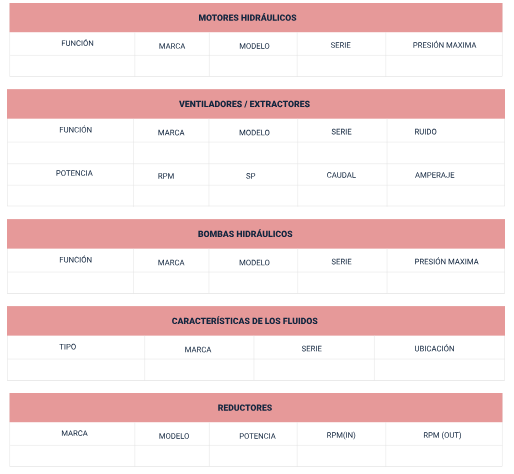 MOTORES HIDRÁULICOS
FUNCIÓN MARCA MODELO SERIE PRESIÓN MAXIMA
VENTILADORES / EXTRACTORES
FUNCIÓN MARCA MODELO SERIE RUIDO
POTENCIA RPM SP CAUDAL AMPERAJE
BOMBAS HIDRÁULICOS
FUNCIÓN MARCA MODELO SERIE PRESIÓN MAXIMA
CARACTERÍSTICAS DE LOS FLUIDOS
TIPO MARCA SERIE UBICACIÓN
REDUCTORES
MARCA MODELO POTENCIA RPM(IN) RPM (OUT)